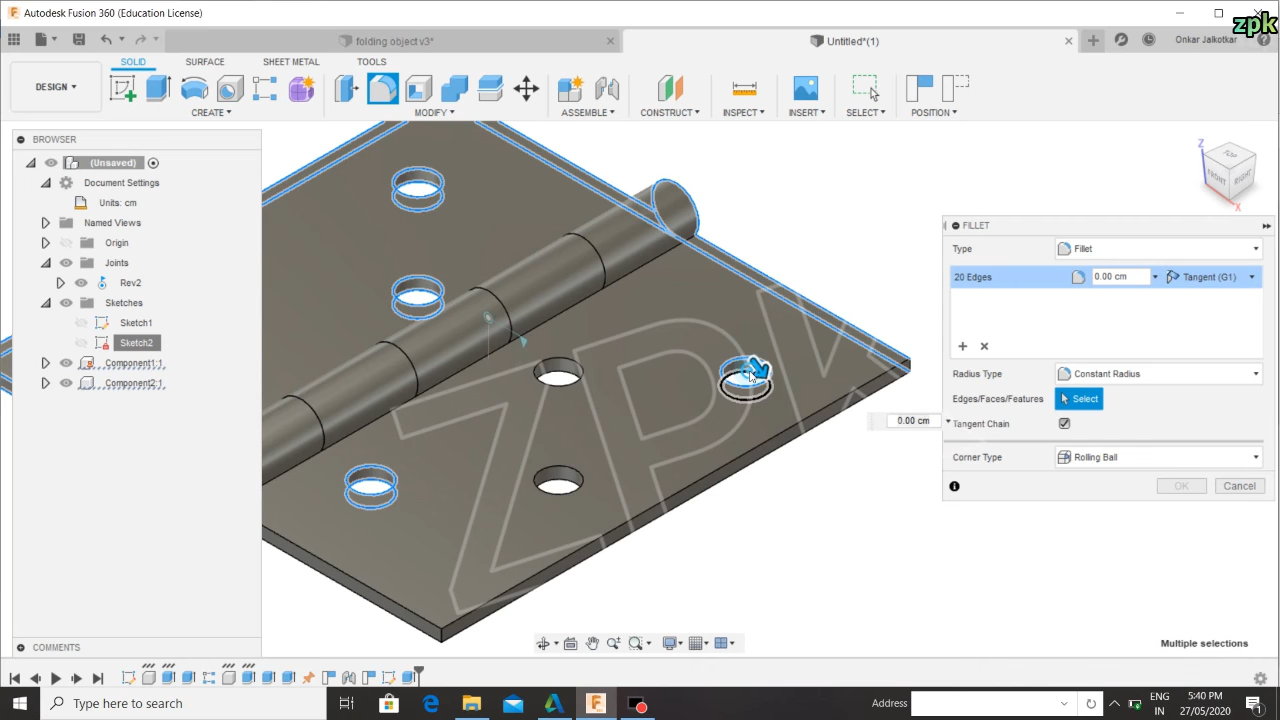 Autodesk Fusion 360 (Education License)
zpk
folding object v3*
Untitled*(1)
Onkar Jalkotkar
SOLID
SURFACE
SHEET METAL
TOOLS
DESIGN
CREATE
MODIFY
ASSEMBLE
CONSTRUCT
INSPECT
INSERT
SELECT
POSITION
BROWSER
(Unsaved)
Document Settings
Units: cm
Named Views
Origin
Joints
Rev2
Sketches
Sketch1
Sketch2
Component1:1
Component2:1
Z
TOP
FRONT
RIGHT
X
FILLET
Type
Fillet
20 Edges
0.00 cm
Tangent (G1)
Radius Type
Constant Radius
Edges/Faces/Features
Select
0.00 cm
Tangent Chain
Corner Type
Rolling Ball
OK
Cancel
ZPK
Multiple selections
COMMENTS
Type here to search
Address
ENG
IN
5:40 PM
27/05/2020